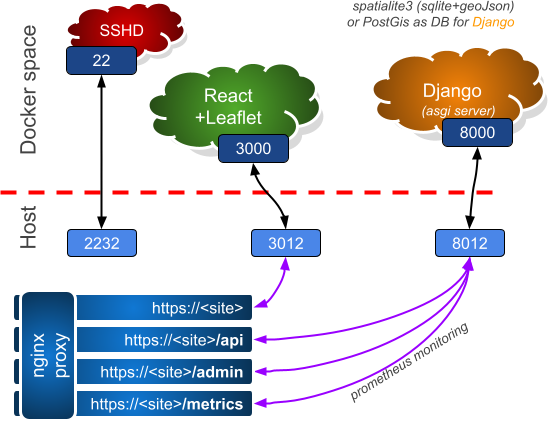 spatialite3 (sqlite+geoJson)
or PostGis as DB for Django
Docker space
SSHD
22
React
+Leaflet
3000
Django
(asgi server)
8000
Host
2232
3012
8012
nginx
proxy
https://<site>
https://<site>/api
https://<site>/admin
https://<site>/metrics
prometheus monitoring